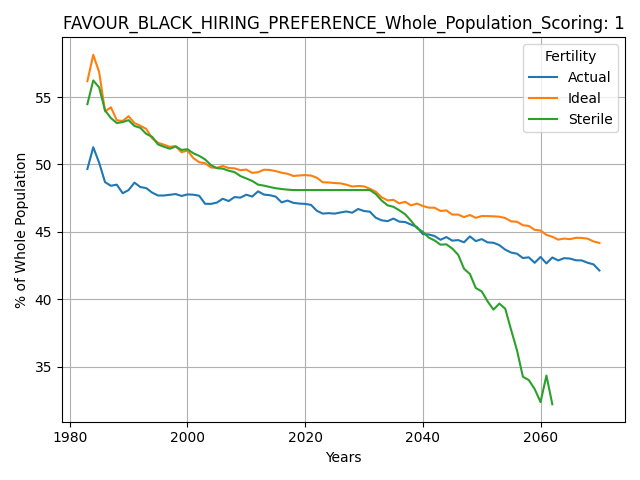 FAVOUR_BLACK_HIRING_PREFERENCE_Whole_Population_Scoring: 1
Fertility
Actual
Ideal
Sterile
% of Whole Population
55
50
45
40
35
1980
2000
2020
2040
2060
Years